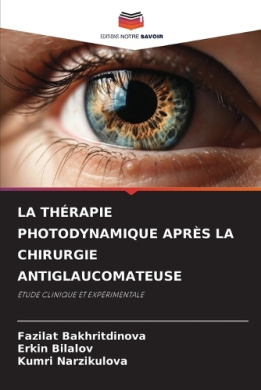 EDITIONS NOTRE SAVOIR
LA THÉRAPIE
PHOTODYNAMIQUE APRÈS LA
CHIRURGIE
ANTIGLAUCOMATEUSE
ÉTUDE CLINIQUE ET EXPÉRIMENTALE
Fazilat Bakhritdinova
Erkin Bilalov
Kumri Narzikulova